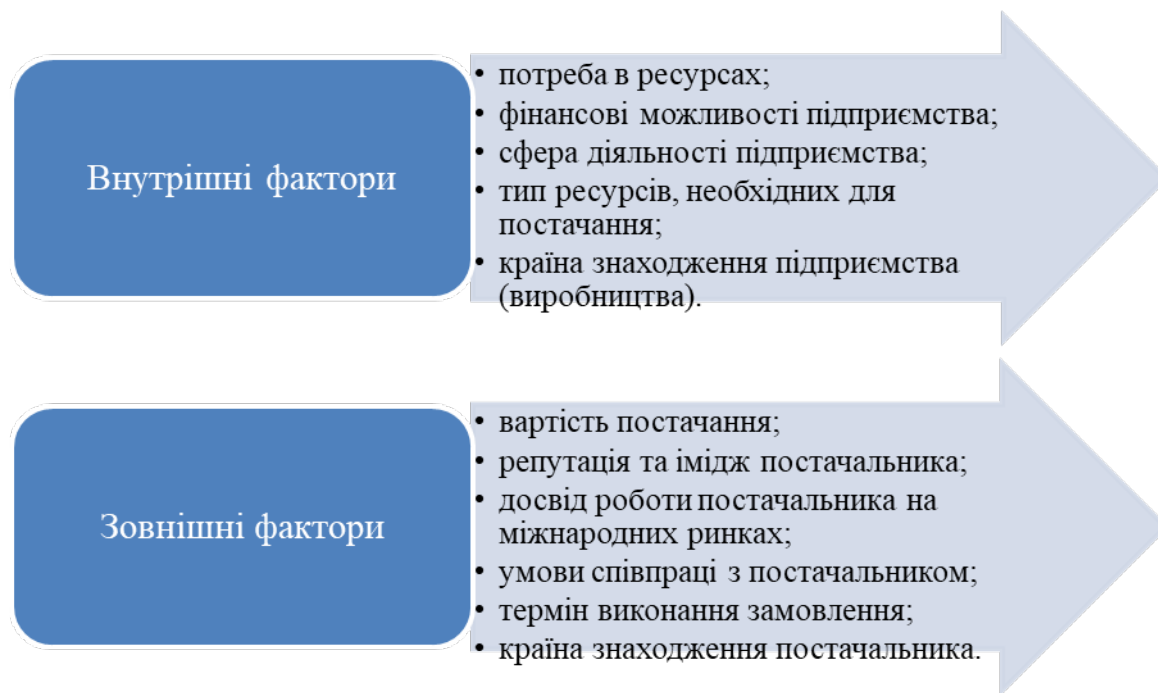 Внутрішні фактори
• потреба в ресурсах;
• фінансові можливості підприємства;
• сфера діяльності підприємства;
• тип ресурсів, необхідних для
постачання;
• країна знаходження підприємства
(виробництва).
Зовнішні фактори
• вартість постачання;
• репутація та імідж постачальника;
• досвід роботи постачальника на
міжнародних ринках;
• умови співпраці з постачальником;
• термін виконання замовлення;
• країна знаходження постачальника.